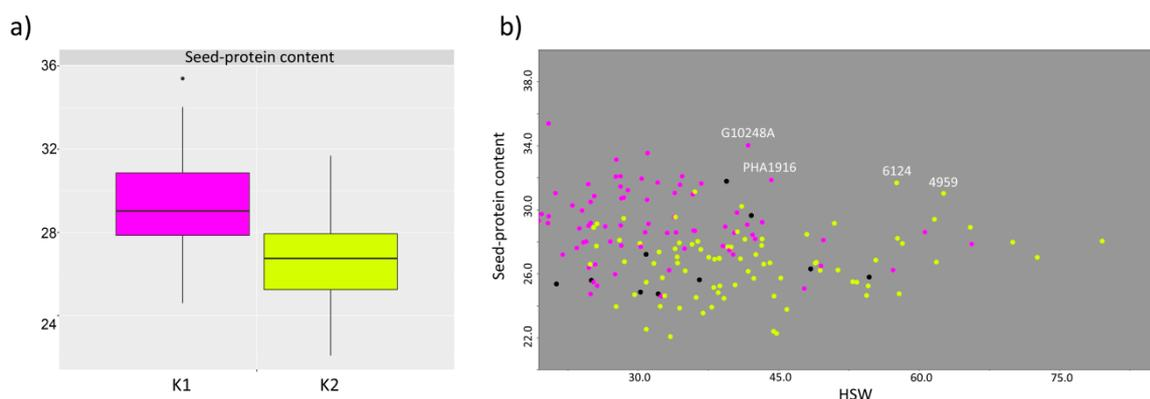 a)
Seed-protein content
36
32
28
24
K1 K2
b)
Seed-protein content
38.0
34.0
30.0
26.0
22.0
G10248A
PHA1916
6124
4959
30.0 45.0 60.0 75.0
HSW